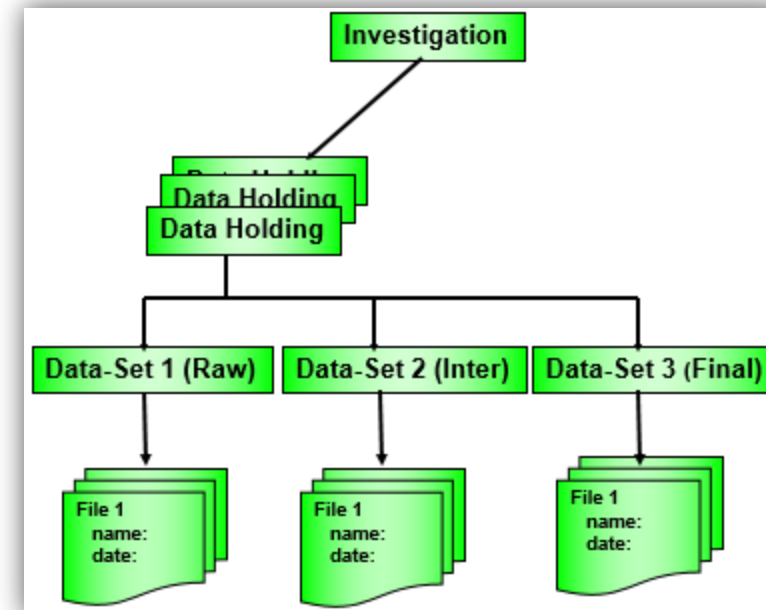 Investigation
Data Holding
Data Holding
Data-Set 1 (Raw)
Data-Set 2 (Inter)
Data-Set 3 (Final)
File 1
name:
date:
File 1
name:
date:
File 1
name:
date: